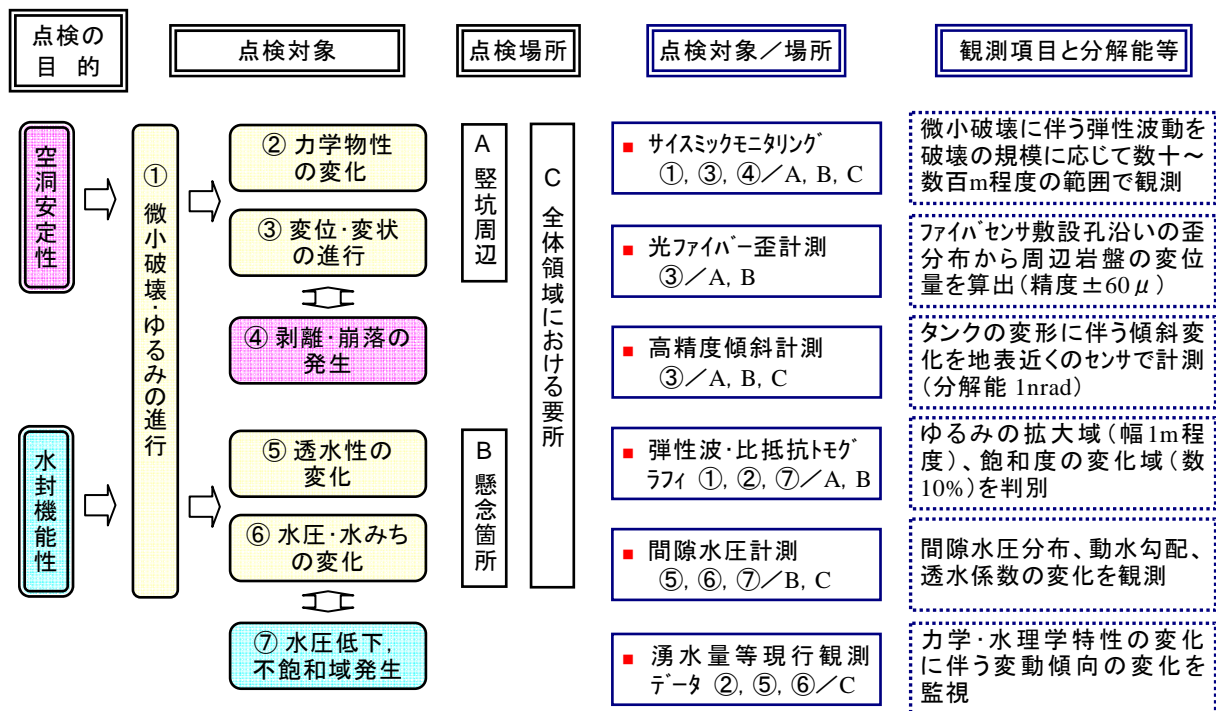 点検の
目 的
点検対象
点検場所
点検対象／場所
観測項目と分解能等
空洞安定性
水封機能性
① 微小破壊・ゆるみの進行
② 力学物性
の変化
③ 変位・変状
の進行
④ 剥離・崩落の
発生
⑤ 透水性の
変化
⑥ 水圧・水みち
の変化
⑦ 水圧低下,
不飽和域発生
A 竪坑周辺
B 懸念箇所
C 全体領域における要所
■ サイスミックモニタリング
①, ③, ④／A, B, C
■ 光ファイバー歪計測
③／A, B
■ 高精度傾斜計測
③／A, B, C
■ 弾性波・比抵抗トモグ
ラフィ ①, ②, ⑦／A, B
■ 間隙水圧計測
⑤, ⑥, ⑦／B, C
■ 湧水量等現行観測
データ ②, ⑤, ⑥／C
微小破壊に伴う弾性波動を
破壊の規模に応じて数十～
数百m程度の範囲で観測
ファイバセンサ敷設孔沿いの歪
分布から周辺岩盤の変位
量を算出（精度±60μ）
タンクの変形に伴う傾斜変
化を地表近くのセンサで計測
（分解能 1nrad）
ゆるみの拡大域（幅1m程
度）、飽和度の変化域（数
10%）を判別
間隙水圧分布、動水勾配、
透水係数の変化を観測
力学・水理学特性の変化
に伴う変動傾向の変化を
監視